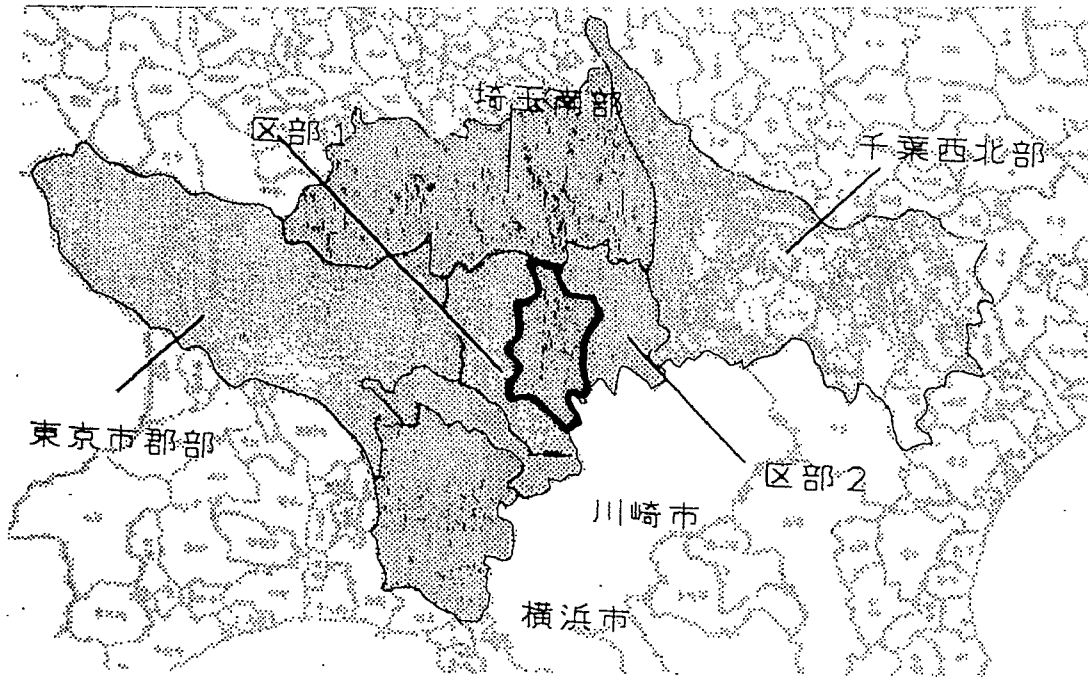 埼玉南部
区部1
千葉西北部
東京市郡部
区部2
川崎市
横浜市